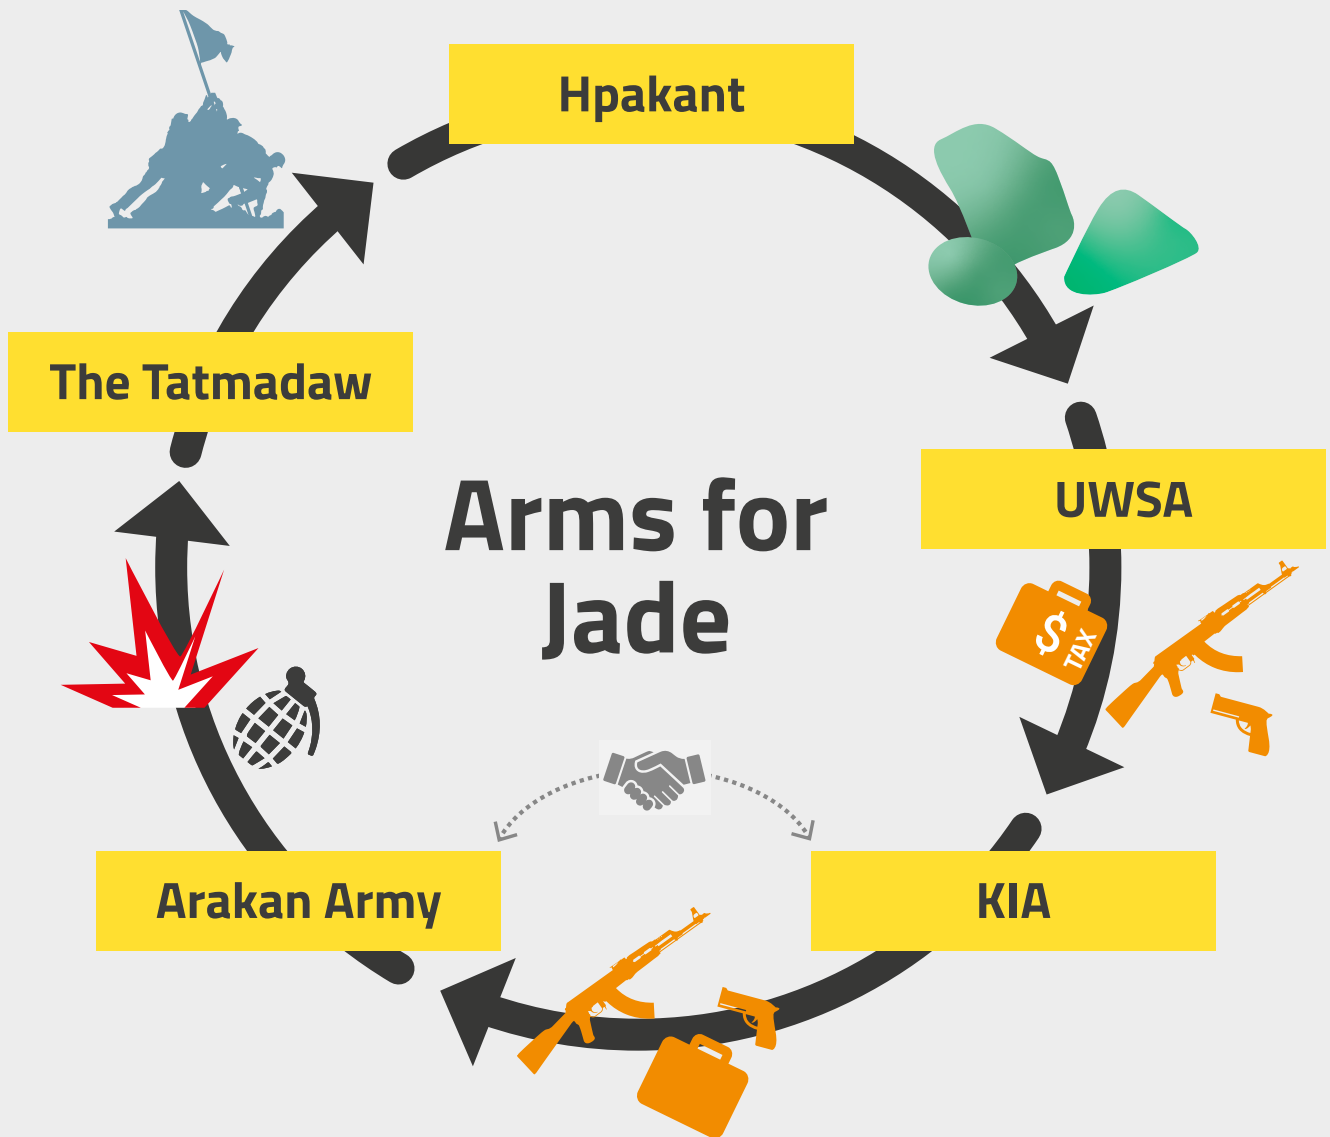 Hpakant
The Tatmadaw
Arms for
Jade
UWSA
$
TAX
Arakan Army
KIA